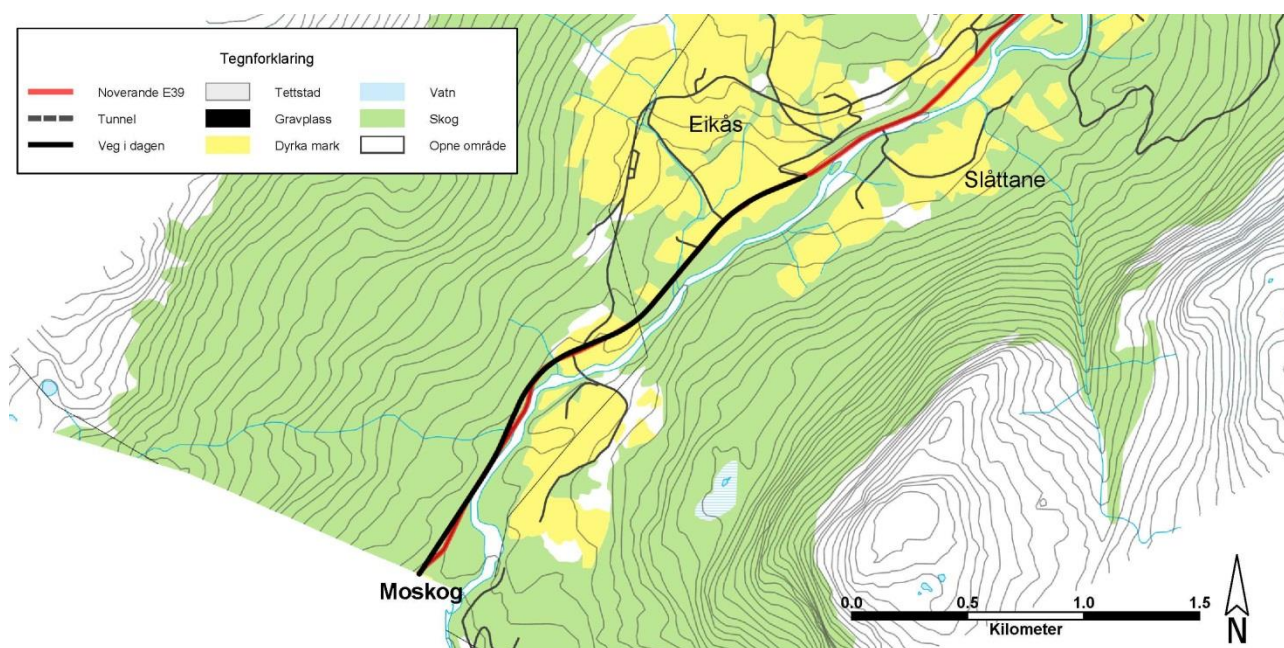 Tegnforklaring
Noverande E39
Tettstad
Vatn
Tunnel
Gravplass
Skog
Veg i dagen
Dyrka mark
Opne område
Eikås
Slåttane
Moskog
0.0 0.5 1.0 1.5
Kilometer
N